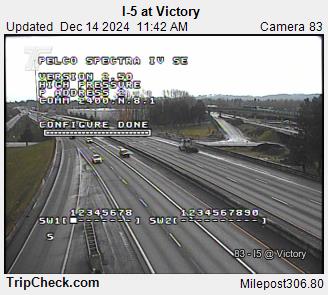 I-5 at Victory
Updated Dec 14 2024 11:42 AM Camera 83
PELCO SPECTRA IV SE
VERSION 2.50
HIGH PRESSURE
P ADDRESS 2
COMM 2400,N,8,1
CONFIGURE DONE
12345678 1234567890
SW1 SW2
S
83 - I5 @ Victory
TripCheck.com Milepost306.80